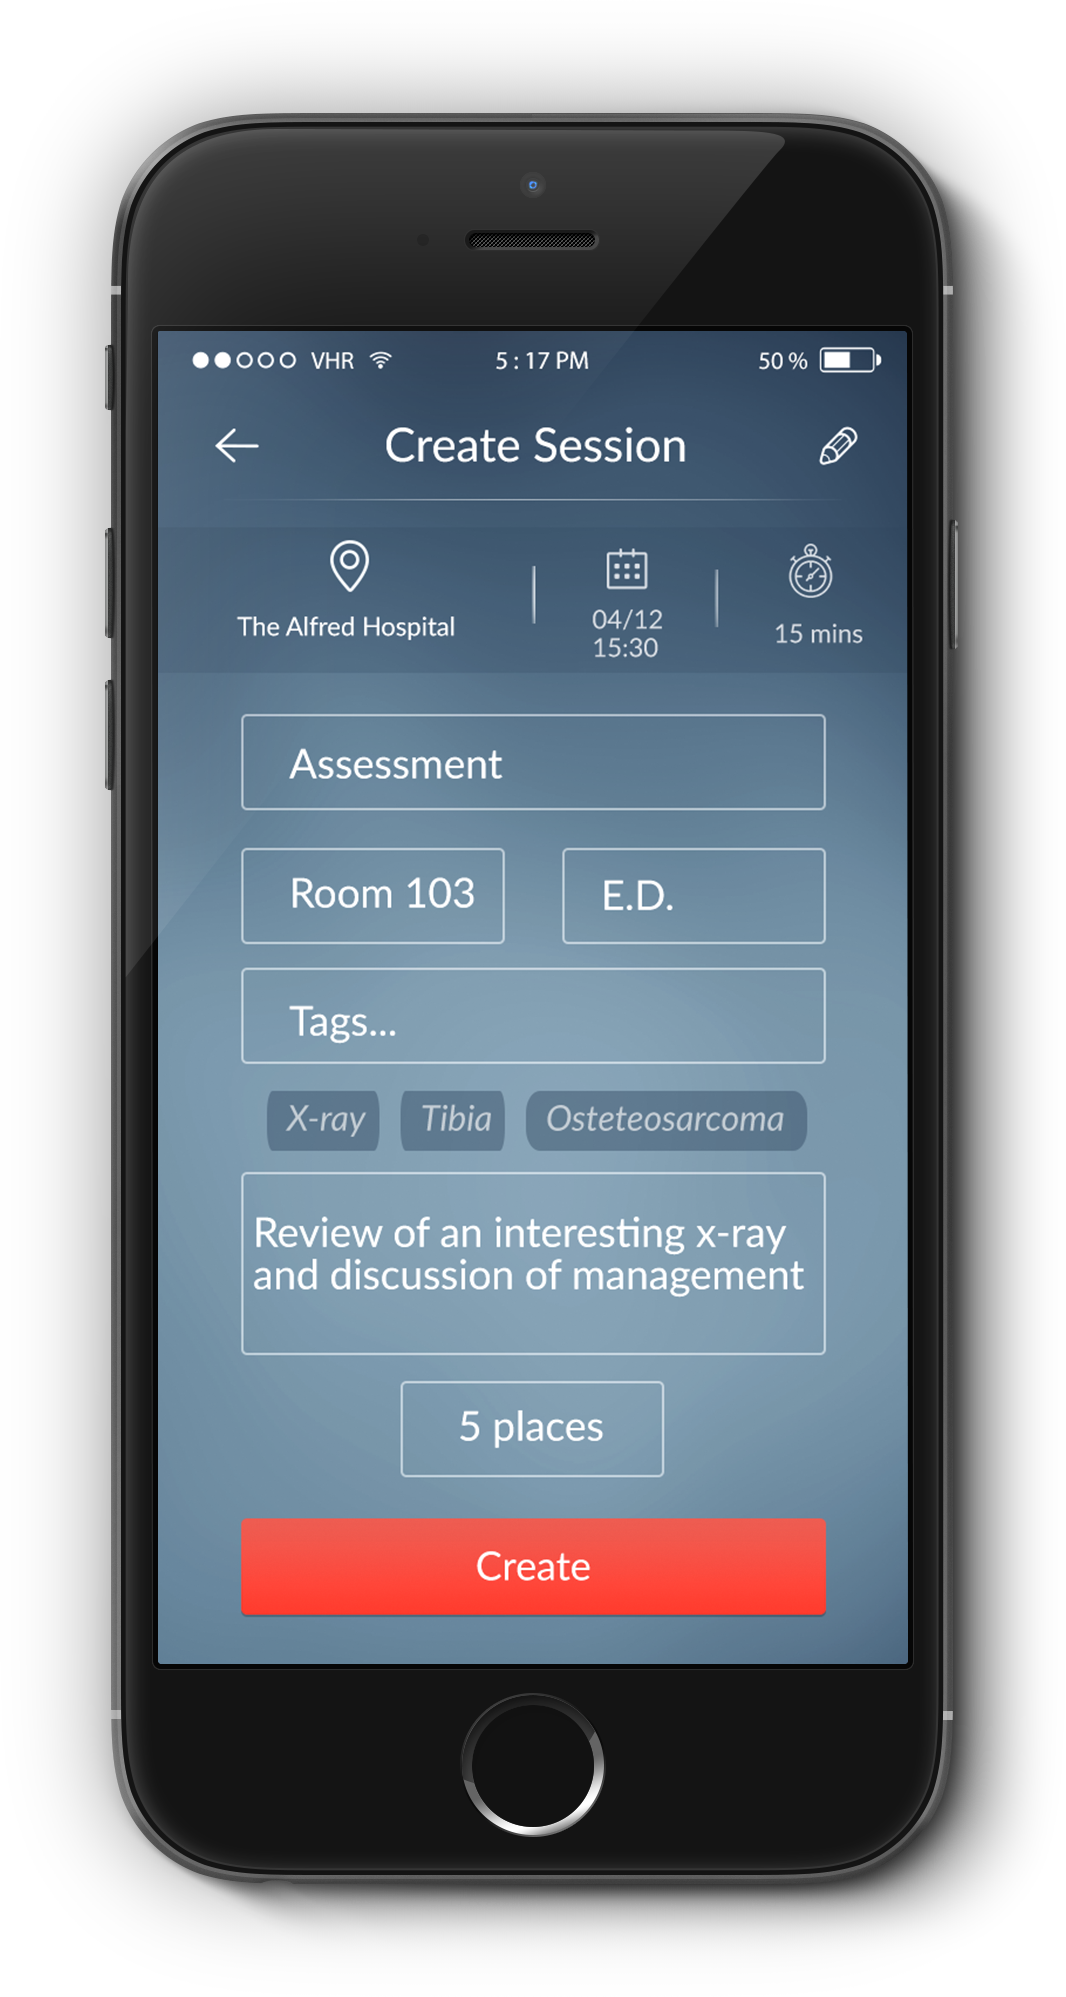 VHR 5:17 PM 50 %
Create Session
The Alfred Hospital
04/12
15:30
15 mins
Assessment
Room 103
E.D.
Tags...
X-ray Tibia Osteteosarcoma
Review of an interesting x-ray
and discussion of management
5 places
Create